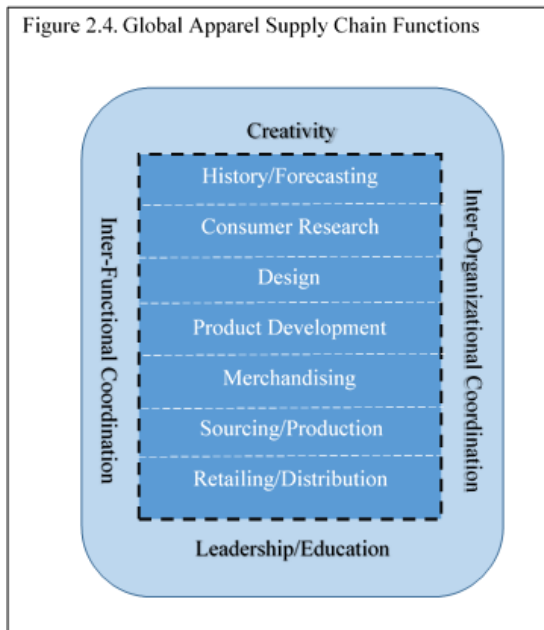 Figure 2.4. Global Apparel Supply Chain Functions
Creativity
History/Forecasting
Consumer Research
Design
Product Development
Merchandising
Sourcing/Production
Retailing/Distribution
Inter-Functional Coordination
Inter-Organizational Coordination
Leadership/Education